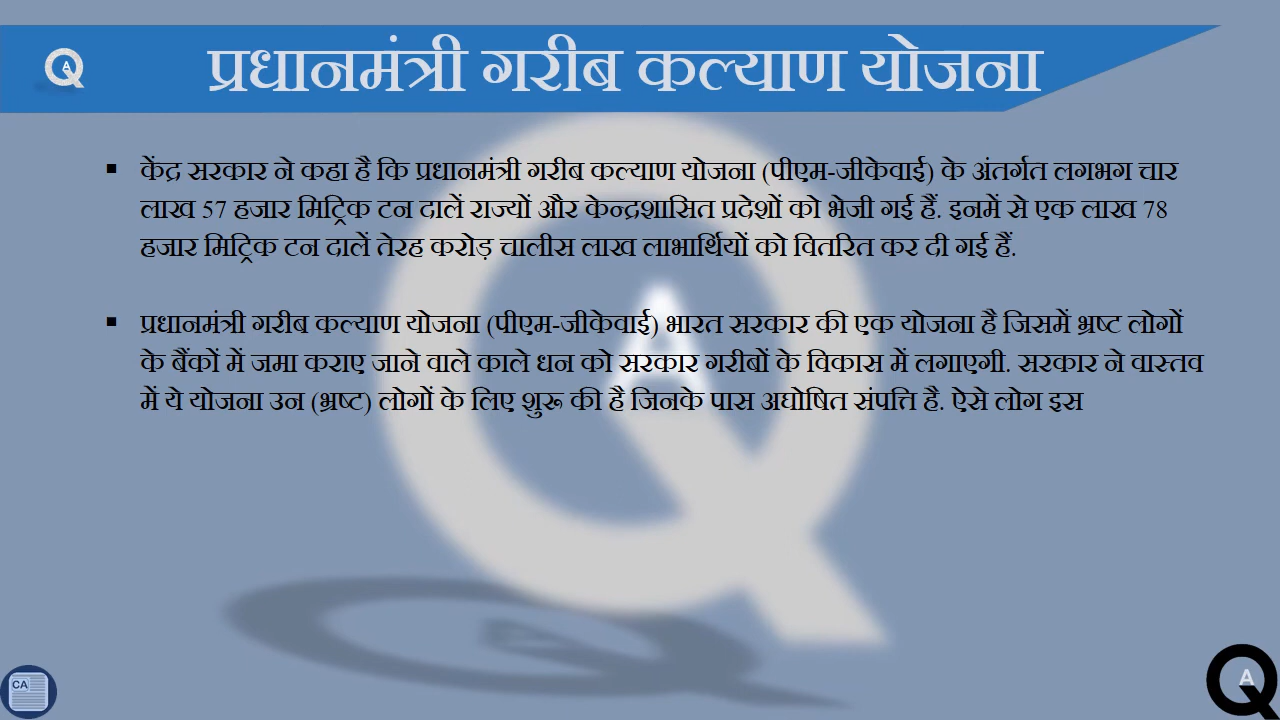 प्रधानमंत्री गरीब कल्याण योजना
केंद्र सरकार ने कहा है कि प्रधानमंत्री गरीब कल्याण योजना (पीएम-जीकेवाई) के अंतर्गत लगभग चार
लाख 57 हजार मिट्रिक टन दालें राज्यों और केन्द्रशासित प्रदेशों को भेजी गई हैं. इनमें से एक लाख 78
हजार मिट्रिक टन दालें तेरह करोड़ चालीस लाख लाभार्थियों को वितरित कर दी गई हैं.
प्रधानमंत्री गरीब कल्याण योजना (पीएम-जीकेवाई) भारत सरकार की एक योजना है जिसमें भ्रष्ट लोगों
के बैंकों में जमा कराए जाने वाले काले धन को सरकार गरीबों के विकास में लगाएगी. सरकार ने वास्तव
में ये योजना उन (भ्रष्ट) लोगों के लिए शुरू की है जिनके पास अघोषित संपत्ति है. ऐसे लोग इस
QA
CA
QA